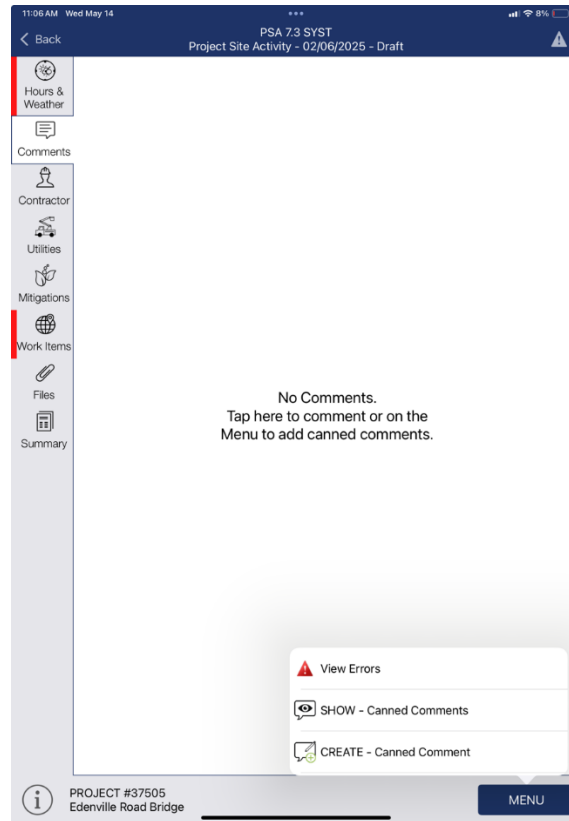 11:06 AM Wed May 14
8%
Back
PSA 7.3 SYST
Project Site Activity - 02/06/2025 - Draft
Hours &
Weather
Comments
Contractor
Utilities
Mitigations
Work Items
Files
Summary
No Comments.
Tap here to comment or on the
Menu to add canned comments.
View Errors
SHOW - Canned Comments
CREATE - Canned Comment
PROJECT #37505
Edenville Road Bridge
MENU